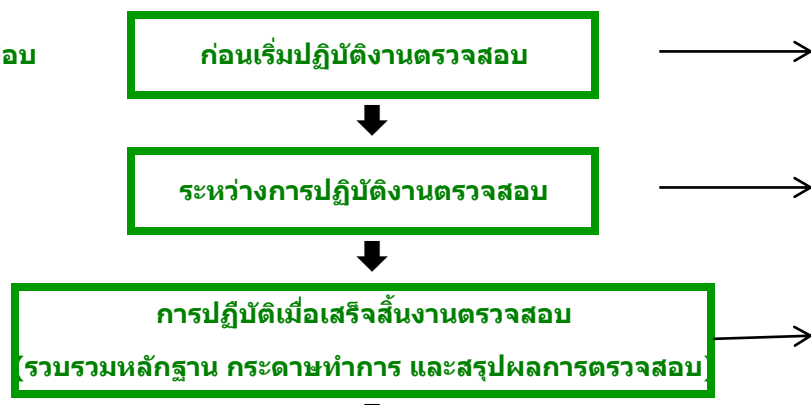 อบ
ก่อนเริ่มปฏิบัติงานตรวจสอบ
ระหว่างการปฏิบัติงานตรวจสอบ
การปฏิบัติเมื่อเสร็จสิ้นงานตรวจสอบ
(รวบรวมหลักฐาน กระดาษทำการ และสรุปผลการตรวจสอบ)